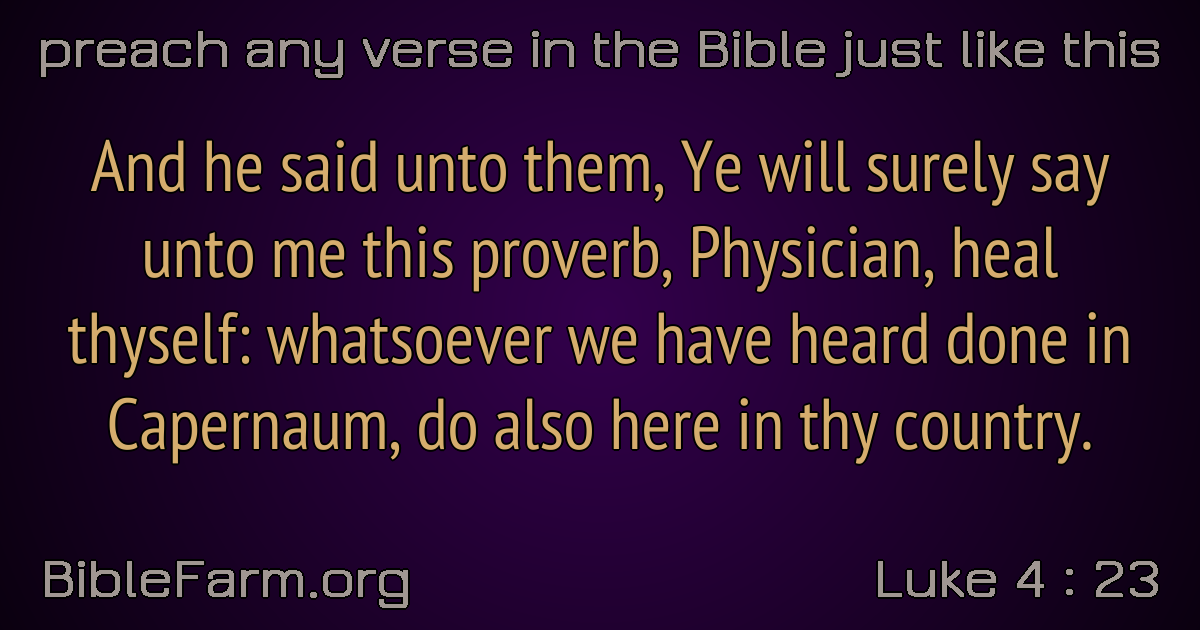 preach any verse in the Bible just like this
And he said unto them, Ye will surely say
unto me this proverb, Physician, heal
thyself: whatsoever we have heard done in
Capernaum, do also here in thy country.
BibleFarm.org
Luke 4 : 23